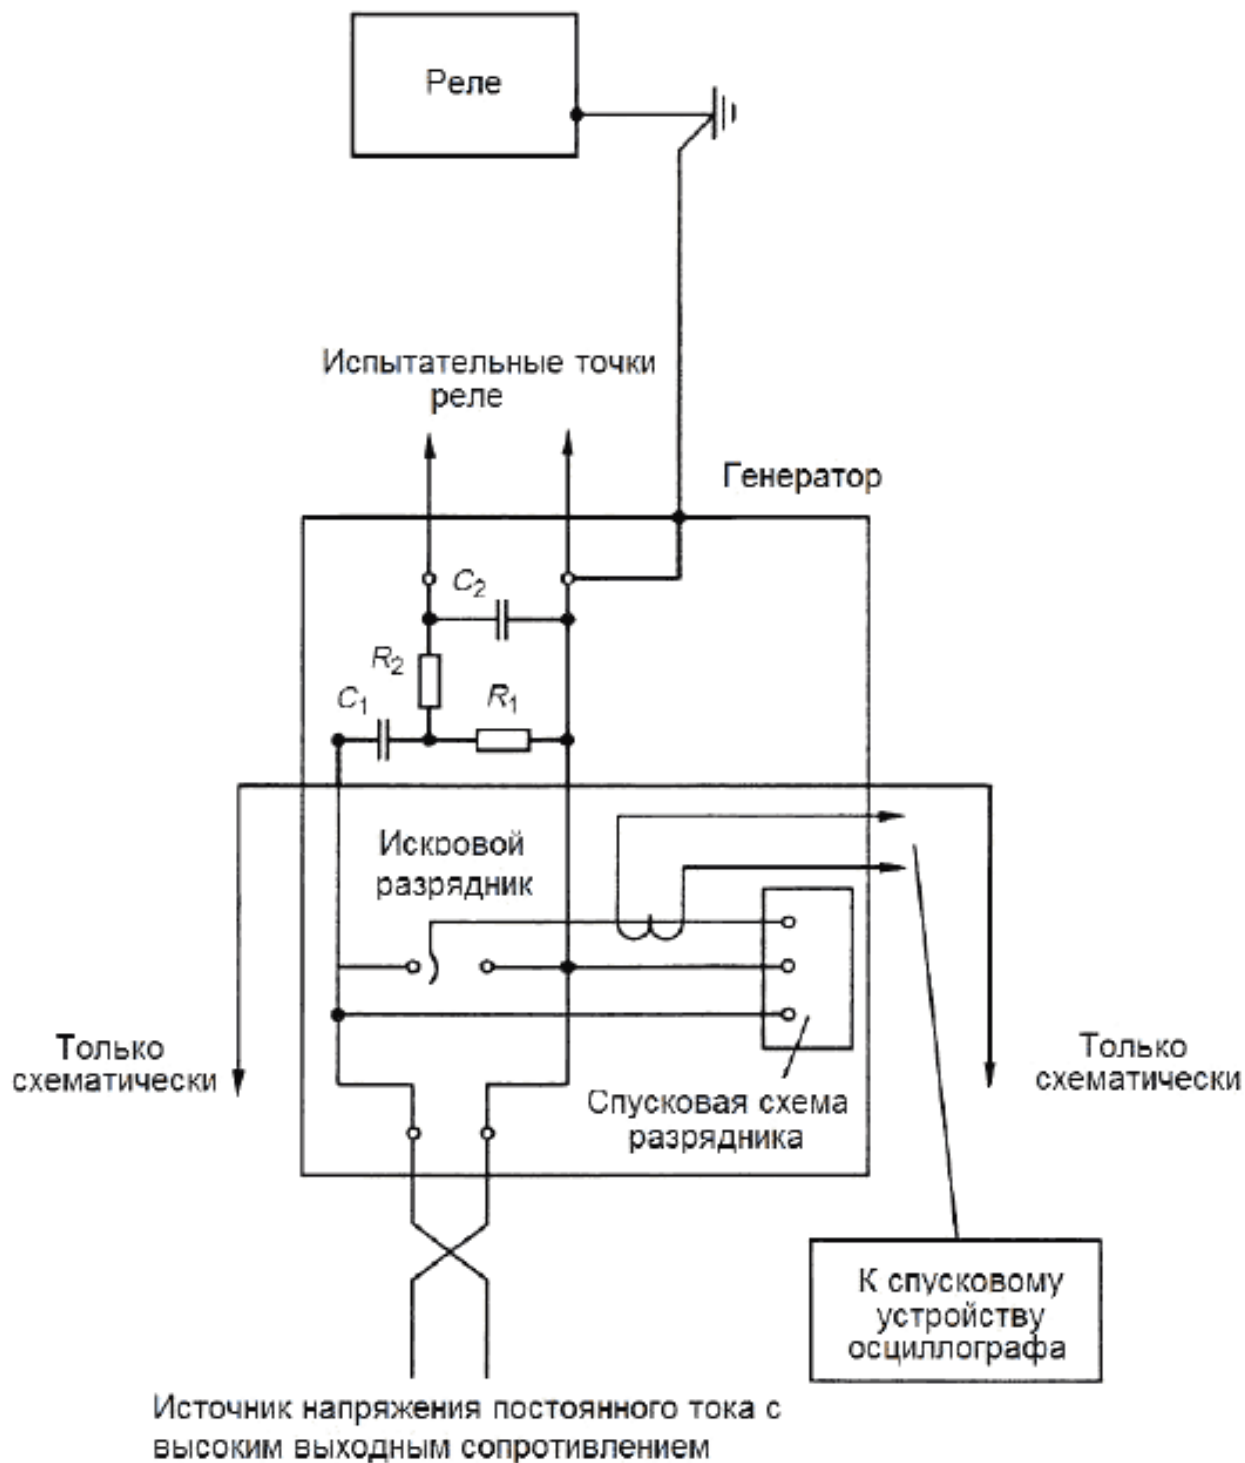 Реле
Испытательные точки
реле
Генератор
C2
R2
C1
R1
Искровой
разрядник
Только
схематически
Только
схематически
Спусковая схема
разрядника
К спусковому
устройству
осциллографа
Источник напряжения постоянного тока с
высоким выходным сопротивлением